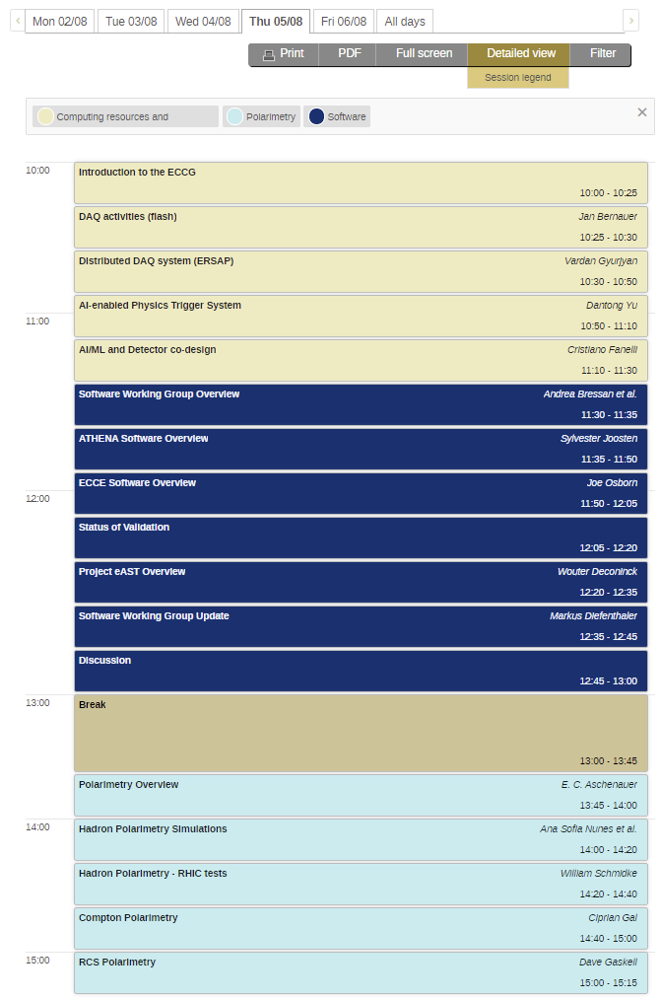 Mon 02/08 Tue 03/08 Wed 04/08 Thu 05/08 Fri 06/08 All days
Print PDF Full screen Detailed view Filter
Session legend
Computing resources and Polarimetry Software
10:00
Introduction to the ECCG
10:00 - 10:25
DAQ activities (flash) Jan Bernauer
10:25 - 10:30
Distributed DAQ system (ERSAP) Vardan Gyurjyan
10:30 - 10:50
AI-enabled Physics Trigger System Dantong Yu
11:00
10:50 - 11:10
AI/ML and Detector co-design Cristiano Fanelli
11:10 - 11:30
Software Working Group Overview Andrea Bressan et al.
11:30 - 11:35
ATHENA Software Overview Sylvester Joosten
11:35 - 11:50
ECCE Software Overview Joe Osborn
12:00
11:50 - 12:05
Status of Validation
12:05 - 12:20
Project eAST Overview Wouter Deconinck
12:20 - 12:35
Software Working Group Update Markus Diefenthaler
12:35 - 12:45
Discussion
12:45 - 13:00
13:00
Break
13:00 - 13:45
Polarimetry Overview E. C. Aschenauer
13:45 - 14:00
14:00
Hadron Polarimetry Simulations Ana Sofia Nunes et al.
14:00 - 14:20
Hadron Polarimetry - RHIC tests William Schmidke
14:20 - 14:40
Compton Polarimetry Ciprian Gal
14:40 - 15:00
15:00
RCS Polarimetry Dave Gaskell
15:00 - 15:15